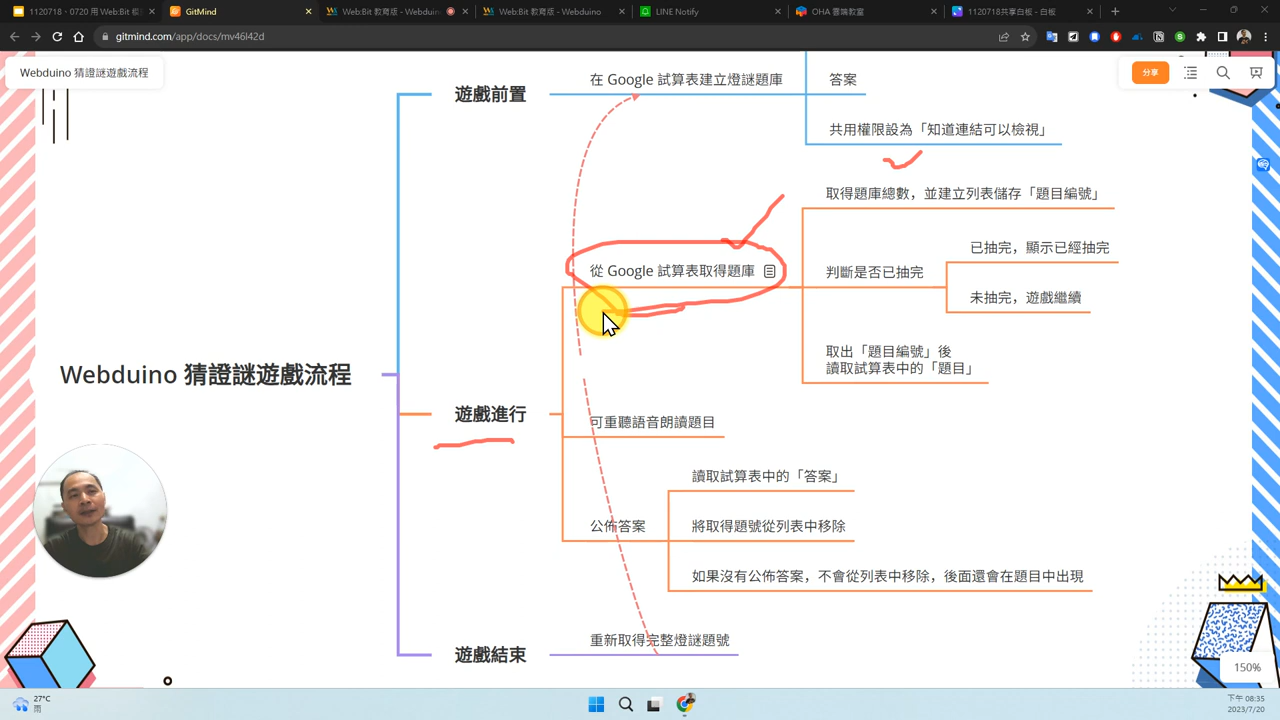 1120718 - 0720 Web:Bit 模
GitMind
Web:Bit 教育版 - Webduin
Web:Bit 教育版 - Webduino
LINE Notify
OHA 雲端教室
1120718共享白板 - 白板
gitmind.com/app/docs/mv46l42d
Webduino 猜證謎遊戲流程
分享
遊戲前置
在 Google 試算表建立燈謎題庫
答案
共用權限設為「知道連結可以檢視」
取得題庫總數，並建立列表儲存「題目編號」
從 Google 試算表取得題庫
判斷是否已抽完
已抽完，顯示已經抽完
未抽完，遊戲繼續
取出「題目編號」後
讀取試算表中的「題目」
Webduino 猜證謎遊戲流程
遊戲進行
可重聽語音朗讀題目
公佈答案
讀取試算表中的「答案」
將取得題號從列表中移除
如果沒有公佈答案，不會從列表中移除，後面還會在題目中出現
遊戲結束
重新取得完整燈謎題號
150%
27°C
雨
下午 08:35
2023/7/20